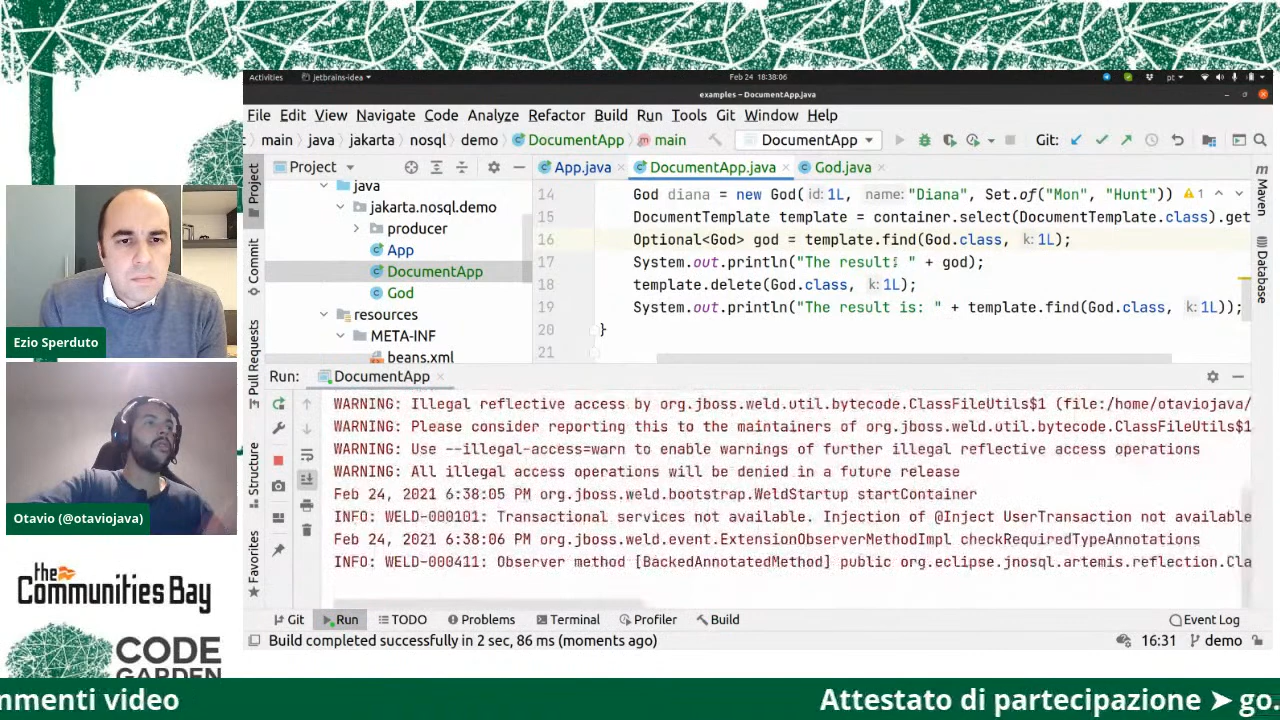 Activities
jetbrains-idea
Feb 24 18:38:06
pt
examples – DocumentApp.java
File Edit View Navigate Code Analyze Refactor Build Run Tools Git Window Help
main java jakarta nosql demo DocumentApp main
DocumentApp
Git:
Project
App.java DocumentApp.java God.java
java
jakarta.nosql.demo
producer
App
DocumentApp
God
resources
META-INF
beans.xml
14 God diana = new God( id: 1L, name: "Diana", Set.of("Mon", "Hunt")) 1
15 DocumentTemplate template = container.select(DocumentTemplate.class).get
16 Optional<God> god = template.find(God.class, k: 1L);
17 System.out.println("The result: " + god);
18 template.delete(God.class, k: 1L);
19 System.out.println("The result is: " + template.find(God.class, k: 1L));
20 }
21
Project
Commit
Pull Requests
Structure
Favorites
Maven
Database
Run: DocumentApp
WARNING: Illegal reflective access by org.jboss.weld.util.bytecode.ClassFileUtils$1 (file:/home/otaviojava/
WARNING: Please consider reporting this to the maintainers of org.jboss.weld.util.bytecode.ClassFileUtils$1
WARNING: Use --illegal-access=warn to enable warnings of further illegal reflective access operations
WARNING: All illegal access operations will be denied in a future release
Feb 24, 2021 6:38:05 PM org.jboss.weld.bootstrap.WeldStartup startContainer
INFO: WELD-000101: Transactional services not available. Injection of @Inject UserTransaction not available
Feb 24, 2021 6:38:06 PM org.jboss.weld.event.ExtensionObserverMethodImpl checkRequiredTypeAnnotations
INFO: WELD-000411: Observer method [BackedAnnotatedMethod] public org.eclipse.jnosql.artemis.reflection.Cla
Git Run TODO Problems Terminal Profiler Build Event Log
Build completed successfully in 2 sec, 86 ms (moments ago) 16:31 demo
Ezio Sperduto
Otavio (@otaviojava)
the
Communities Bay
CODE
GARDEN
nmenti video
Attestato di partecipazione ➤ go.